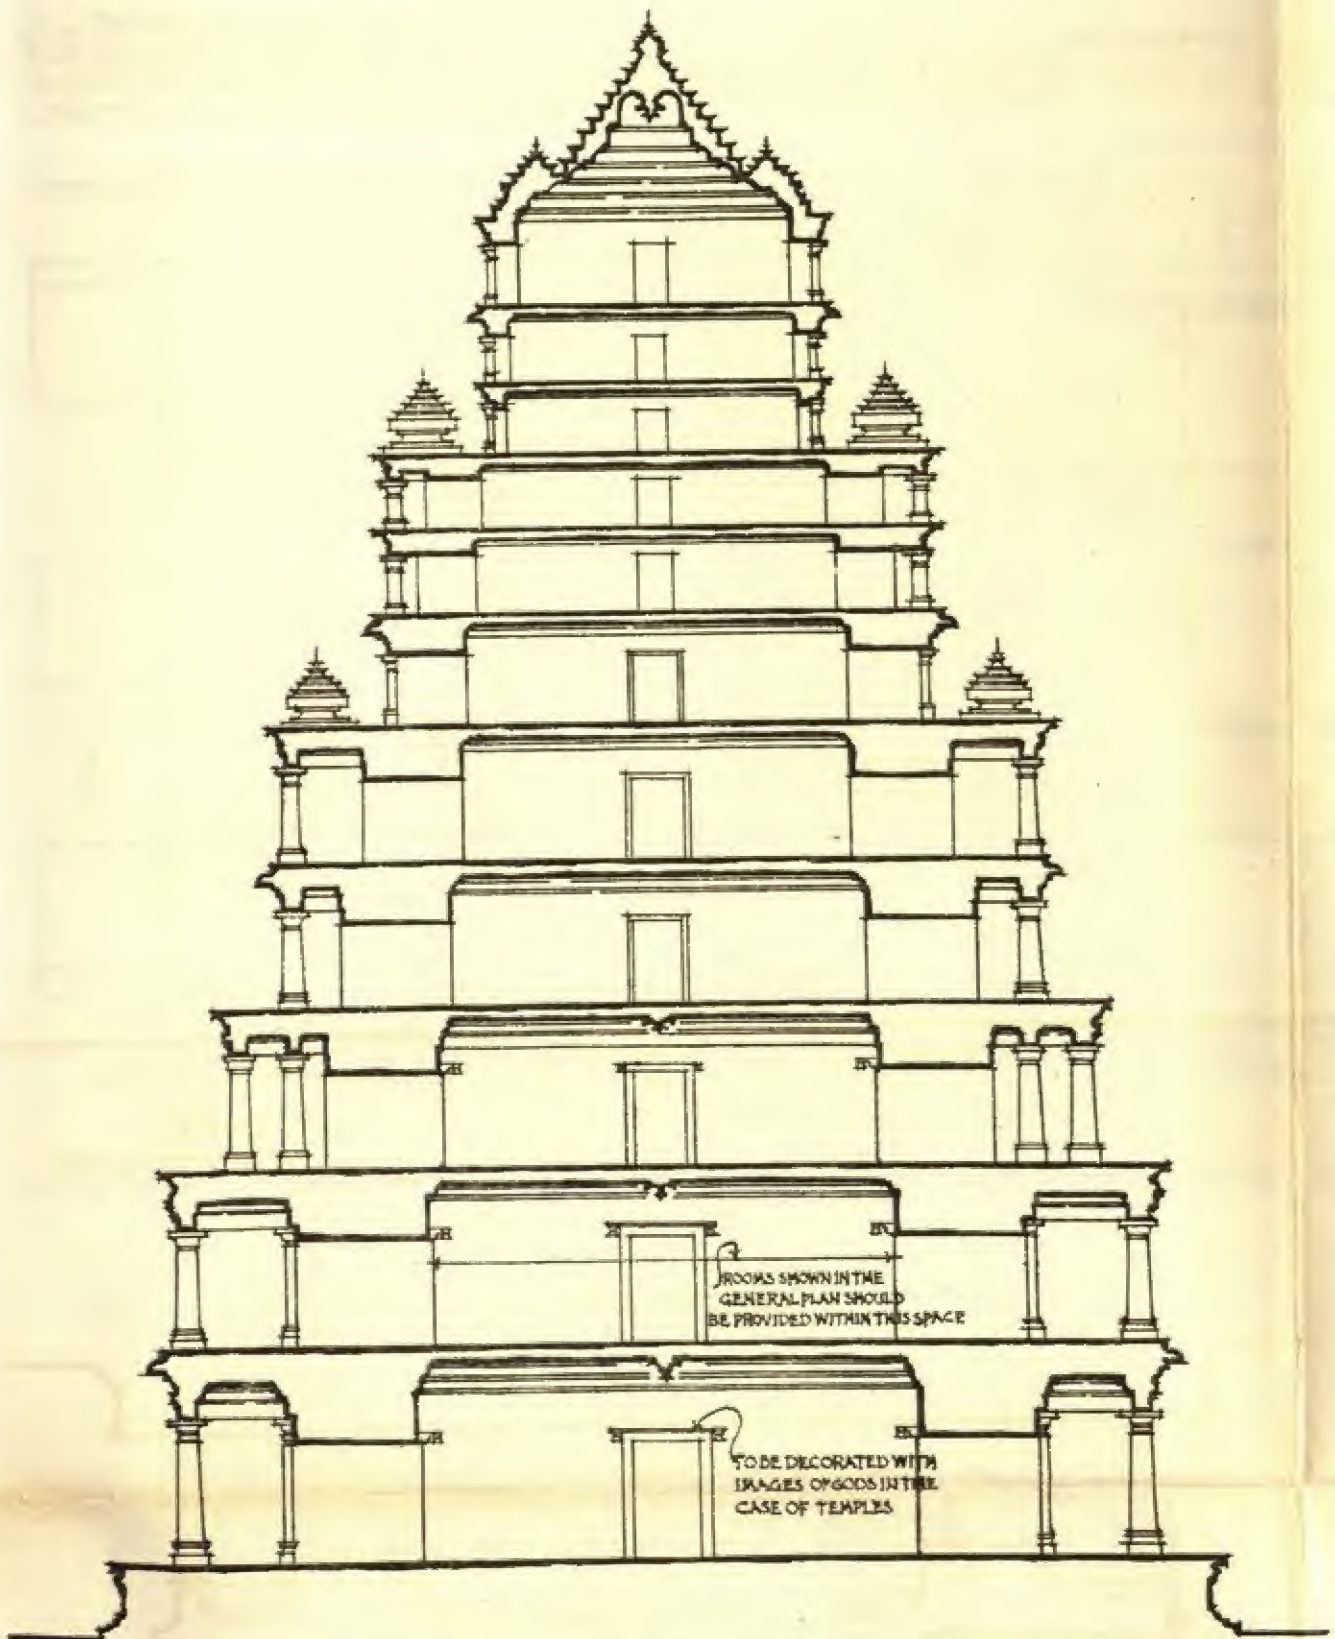 ROOMS SHOWN IN THE
GENERAL PLAN SHOULD
BE PROVIDED WITHIN THIS SPACE
TO BE DECORATED WITH
IMAGES OF GODS IN THE
CASE OF TEMPLES